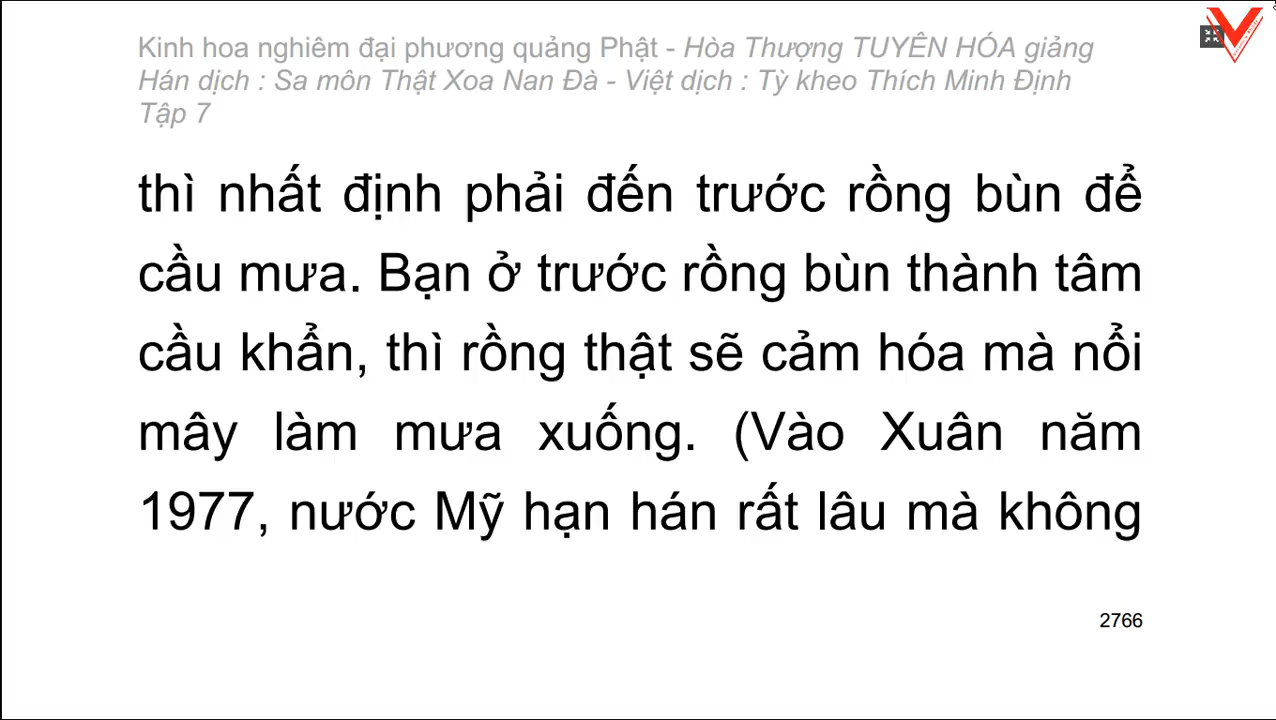 Kinh hoa nghiêm đại phương quảng Phật - Hòa Thượng TUYÊN HÓA giảng
Hán dịch : Sa môn Thật Xoa Nan Đà - Việt dịch : Tỳ kheo Thích Minh Định
Tập 7
thì nhất định phải đến trước rồng bùn để
cầu mưa. Bạn ở trước rồng bùn thành tâm
cầu khẩn, thì rồng thật sẽ cảm hóa mà nổi
mây làm mưa xuống. (Vào Xuân năm
1977, nước Mỹ hạn hán rất lâu mà không
2766